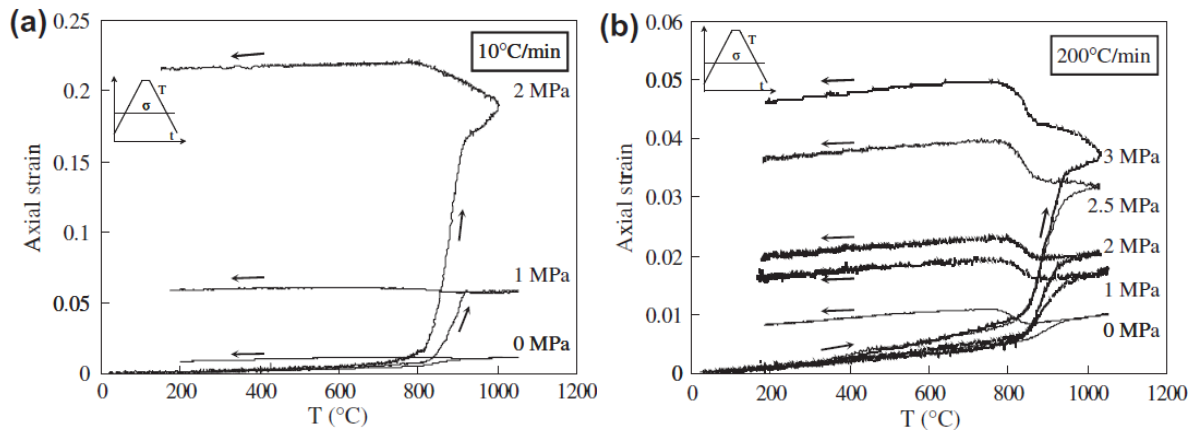 (a)
0.25
0.2
0.15
0.1
0.05
0
Axial strain
T
σ
t
10°C/min
2 MPa
1 MPa
0 MPa
0 200 400 600 800 1000 1200
T (°C)
(b)
0.06
0.05
0.04
0.03
0.02
0.01
0
Axial strain
T
σ
t
200°C/min
3 MPa
2.5 MPa
2 MPa
1 MPa
0 MPa
0 200 400 600 800 1000 1200
T (°C)